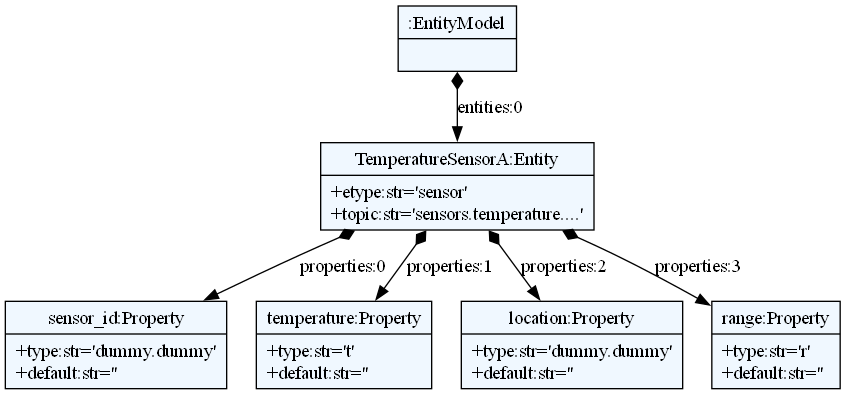 :EntityModel
entities:0
TemperatureSensorA:Entity
+etype:str='sensor'
+topic:str='sensors.temperature....'
properties:0
properties:1
properties:2
properties:3
sensor_id:Property
+type:str='dummy.dummy'
+default:str=''
temperature:Property
+type:str='t'
+default:str=''
location:Property
+type:str='dummy.dummy'
+default:str=''
range:Property
+type:str='r'
+default:str=''